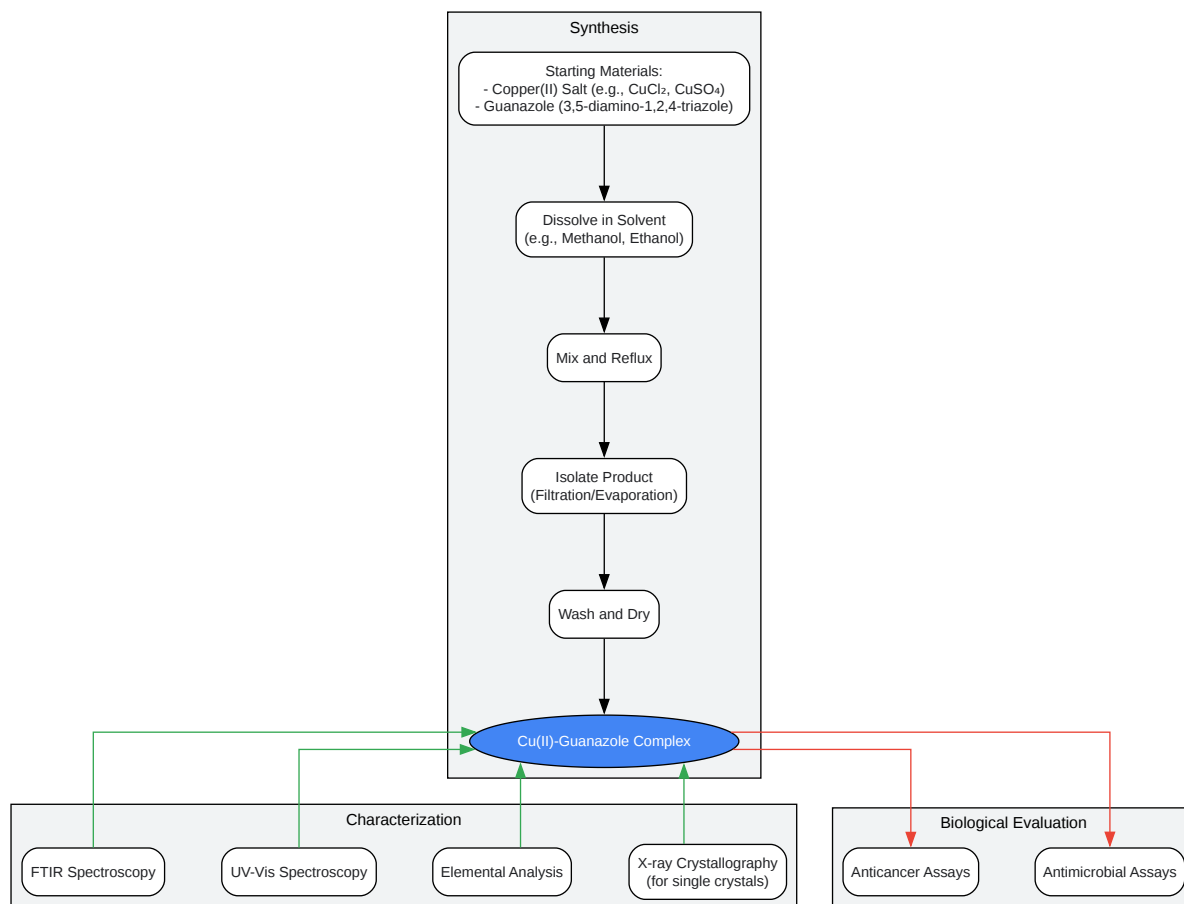 Synthesis
Starting Materials:
- Copper(II) Salt (e.g., CuCl₂, CuSO₄)
- Guanazole (3,5-diamino-1,2,4-triazole)
Dissolve in Solvent
(e.g., Methanol, Ethanol)
Mix and Reflux
Isolate Product
(Filtration/Evaporation)
Wash and Dry
Cu(II)-Guanazole Complex
Characterization
FTIR Spectroscopy
UV-Vis Spectroscopy
Elemental Analysis
X-ray Crystallography
(for single crystals)
Biological Evaluation
Anticancer Assays
Antimicrobial Assays